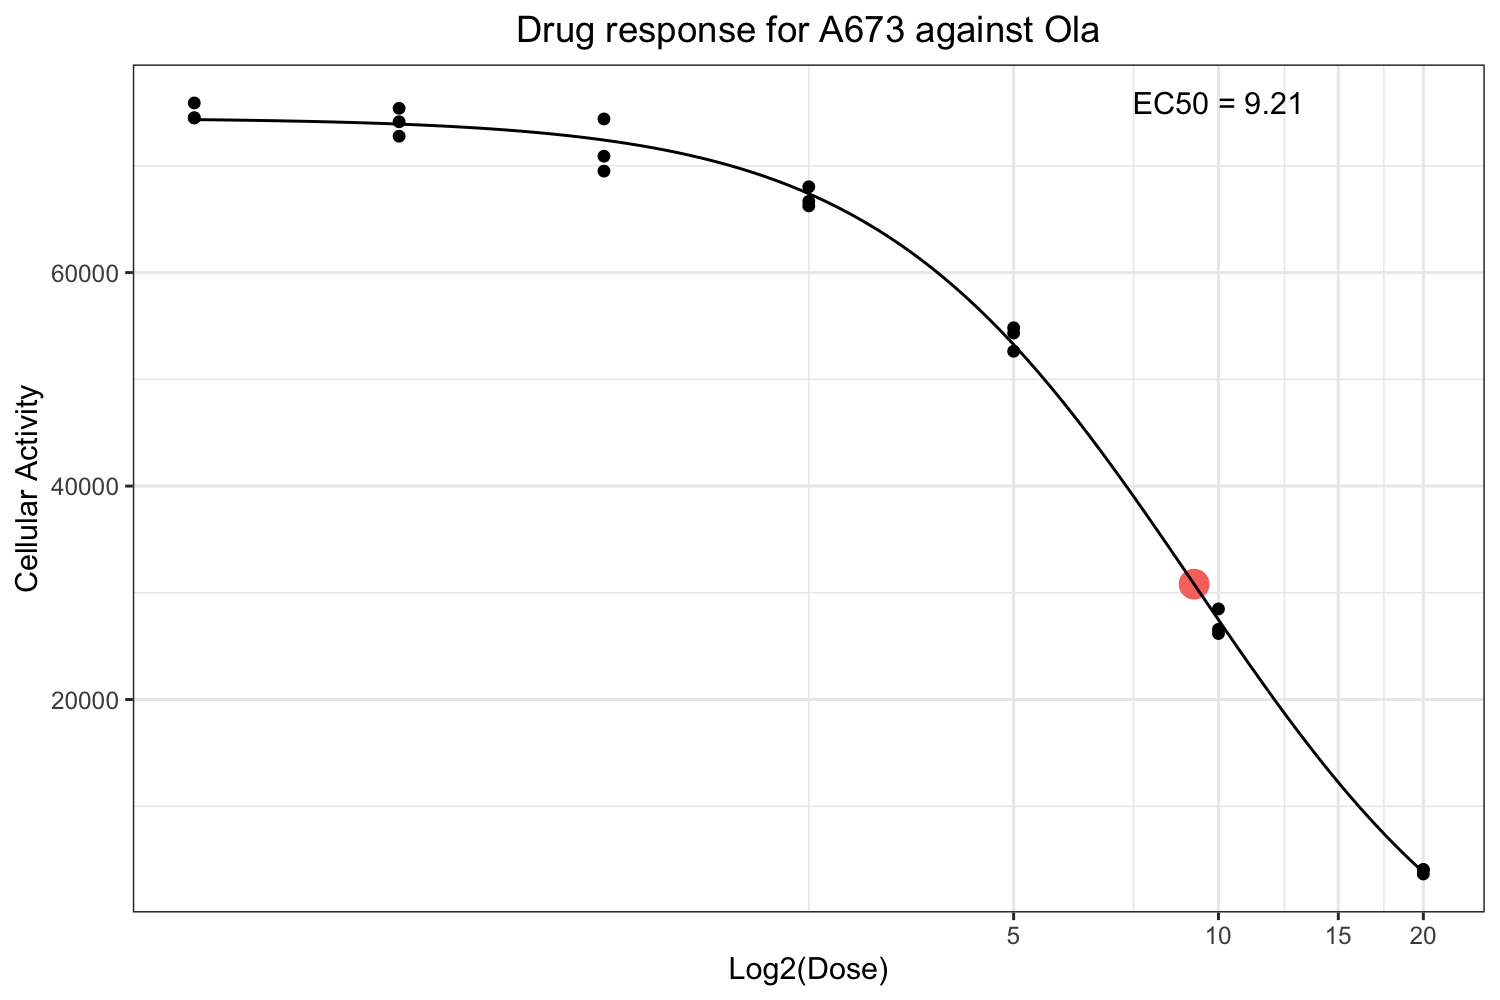 Drug response for A673 against Ola
EC50 = 9.21
Cellular Activity
60000
40000
20000
5 10 15 20
Log2(Dose)